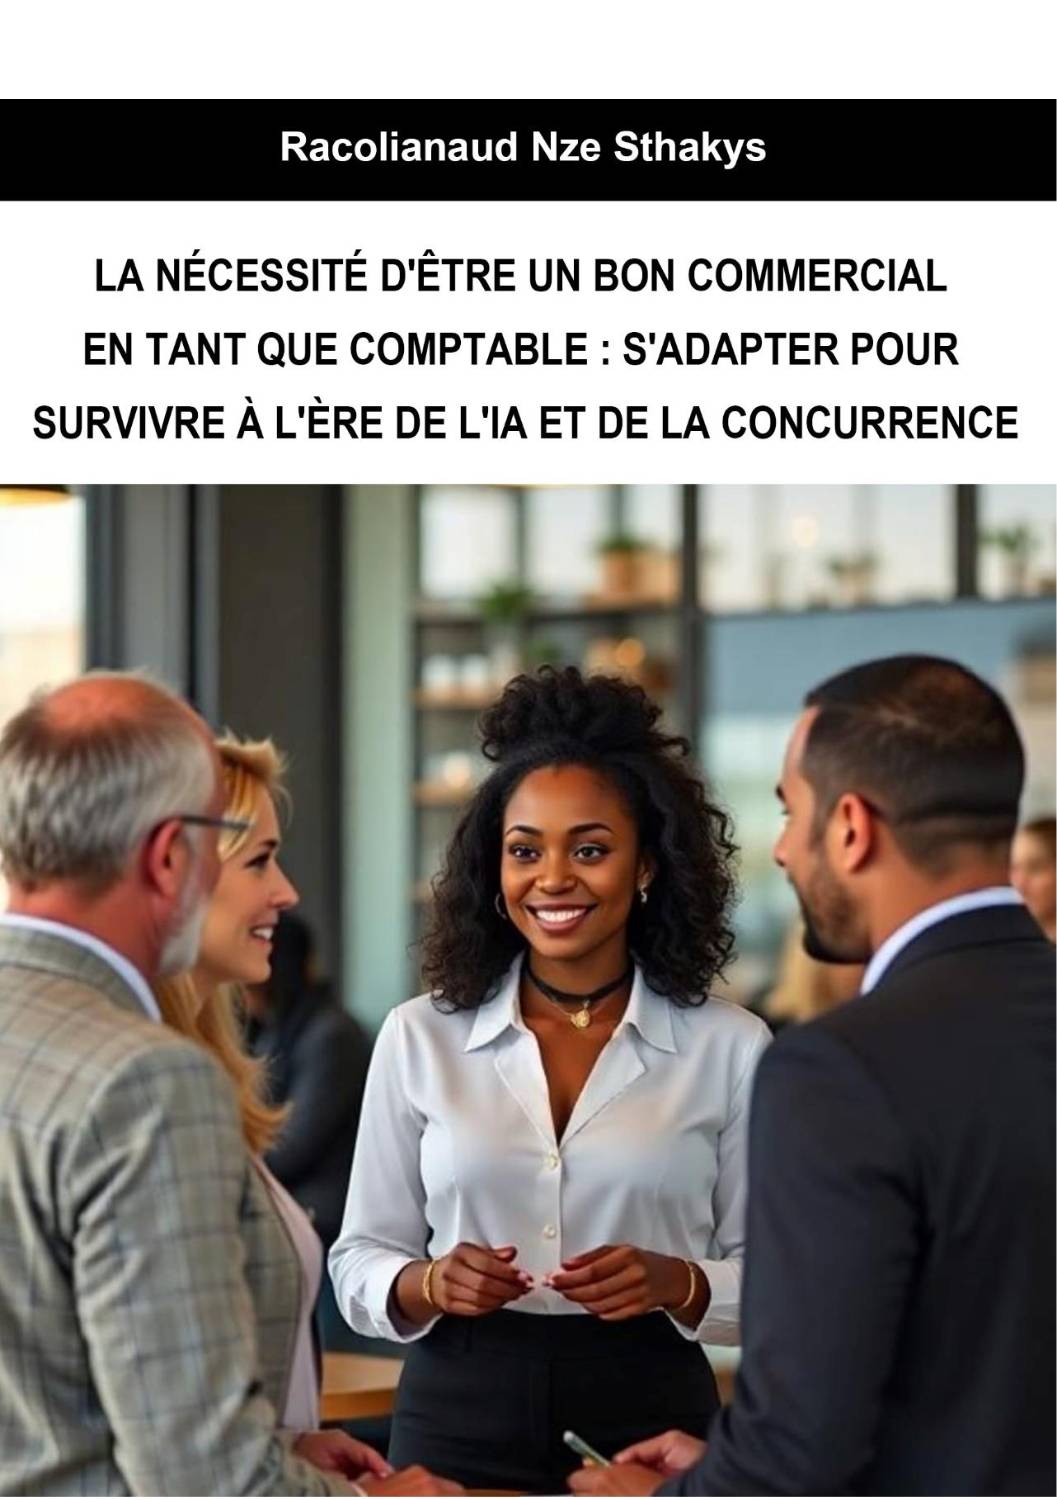 Racolianaud Nze Sthakys
LA NÉCESSITÉ D'ÊTRE UN BON COMMERCIAL
EN TANT QUE COMPTABLE : S'ADAPTER POUR
SURVIVRE À L'ÈRE DE L'IA ET DE LA CONCURRENCE